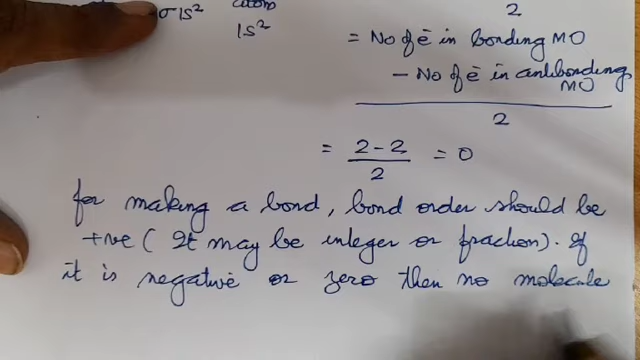 σ1s² atom 2
1s² = No of ē in bonding MO
- No of ē in antibonding MO
2
= 2-2 / 2 = 0
for making a bond, bond order should be
+ve (It may be integer or fraction). If
it is negative or zero then no molecule